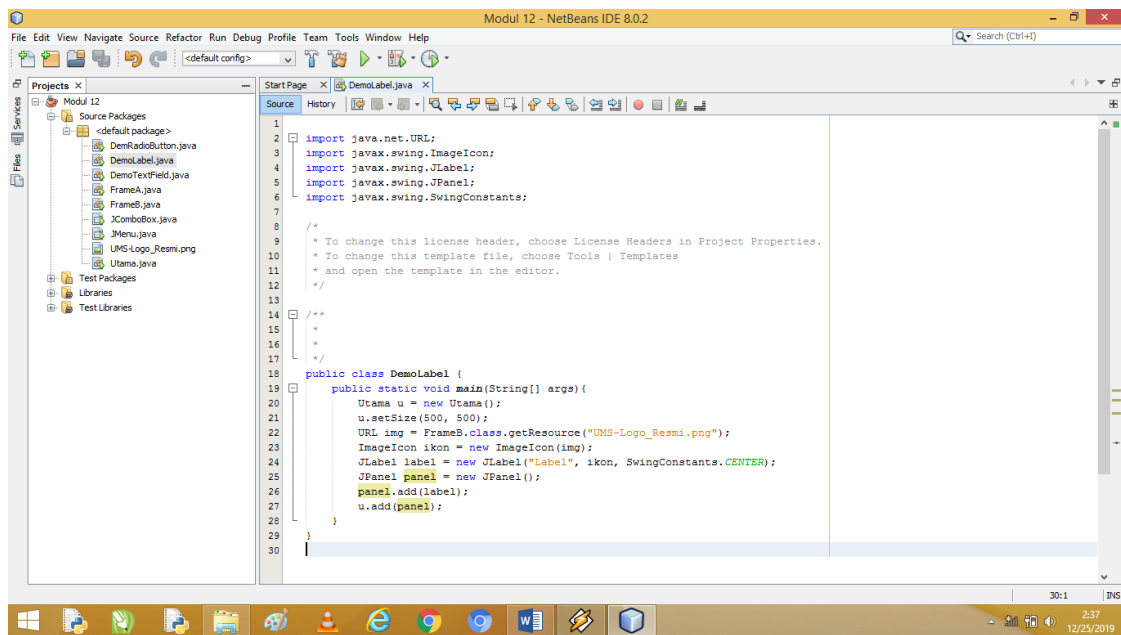 Modul 12 - NetBeans IDE 8.0.2
File Edit View Navigate Source Refactor Run Debug Profile Team Tools Window Help
Search (Ctrl+I)
<default config>
Projects
Start Page
DemoLabel.java
Services
Files
Modul 12
Source Packages
<default package>
DemRadioButton.java
DemoLabel.java
DemoTextField.java
FrameA.java
FrameB.java
JComboBox.java
JMenu.java
UMS-Logo_Resmi.png
Utama.java
Test Packages
Libraries
Test Libraries
Source History
1
2 import java.net.URL;
3 import javax.swing.ImageIcon;
4 import javax.swing.JLabel;
5 import javax.swing.JPanel;
6 import javax.swing.SwingConstants;
7
8 /*
9 * To change this license header, choose License Headers in Project Properties.
10 * To change this template file, choose Tools | Templates
11 * and open the template in the editor.
12 */
13
14 /**
15 *
16 *
17 */
18 public class DemoLabel {
19 public static void main(String[] args){
20 Utama u = new Utama();
21 u.setSize(500, 500);
22 URL img = FrameB.class.getResource("UMS-Logo_Resmi.png");
23 ImageIcon ikon = new ImageIcon(img);
24 JLabel label = new JLabel("Label", ikon, SwingConstants.CENTER);
25 JPanel panel = new JPanel();
26 panel.add(label);
27 u.add(panel);
28 }
29 }
30
30:1 INS
2:37
12/25/2019